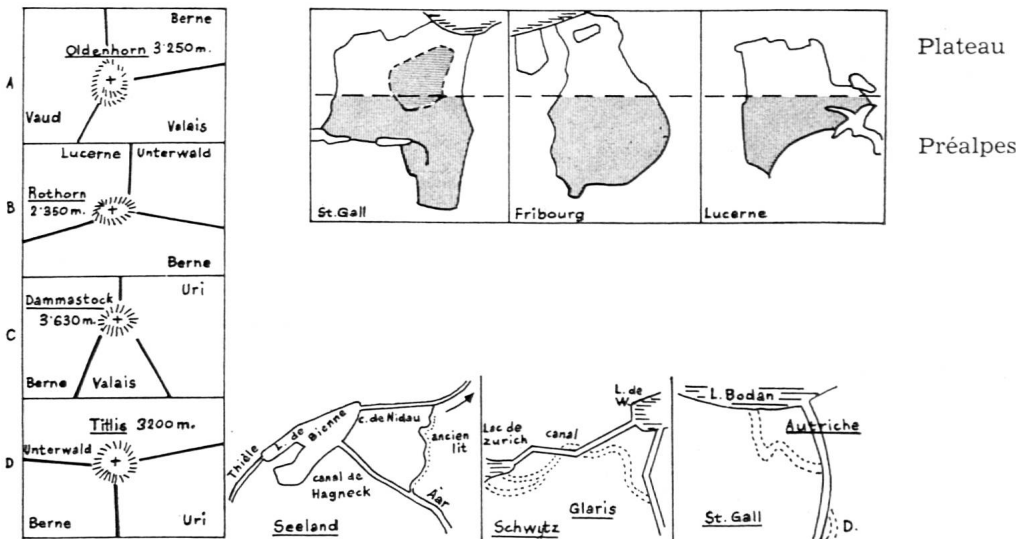 A
Berne
Oldenhorn 3'250m.
Vaud
Valais
B
Lucerne Unterwald
Rothorn
2'350m.
Berne
C
Uri
Dammastock
3'630m.
Berne Valais
D
Titlis 3200m.
Unterwald
Berne
Uri
St.Gall
Fribourg
Lucerne
Plateau
Préalpes
Thièle
L. de Bienne
c. de Nidau
ancien
lit
canal de
Hagneck
Aar
Seeland
L. de
W.
Lac de
zurich
canal
Glaris
Schwytz
L. Bodan
Autriche
St. Gall
D.